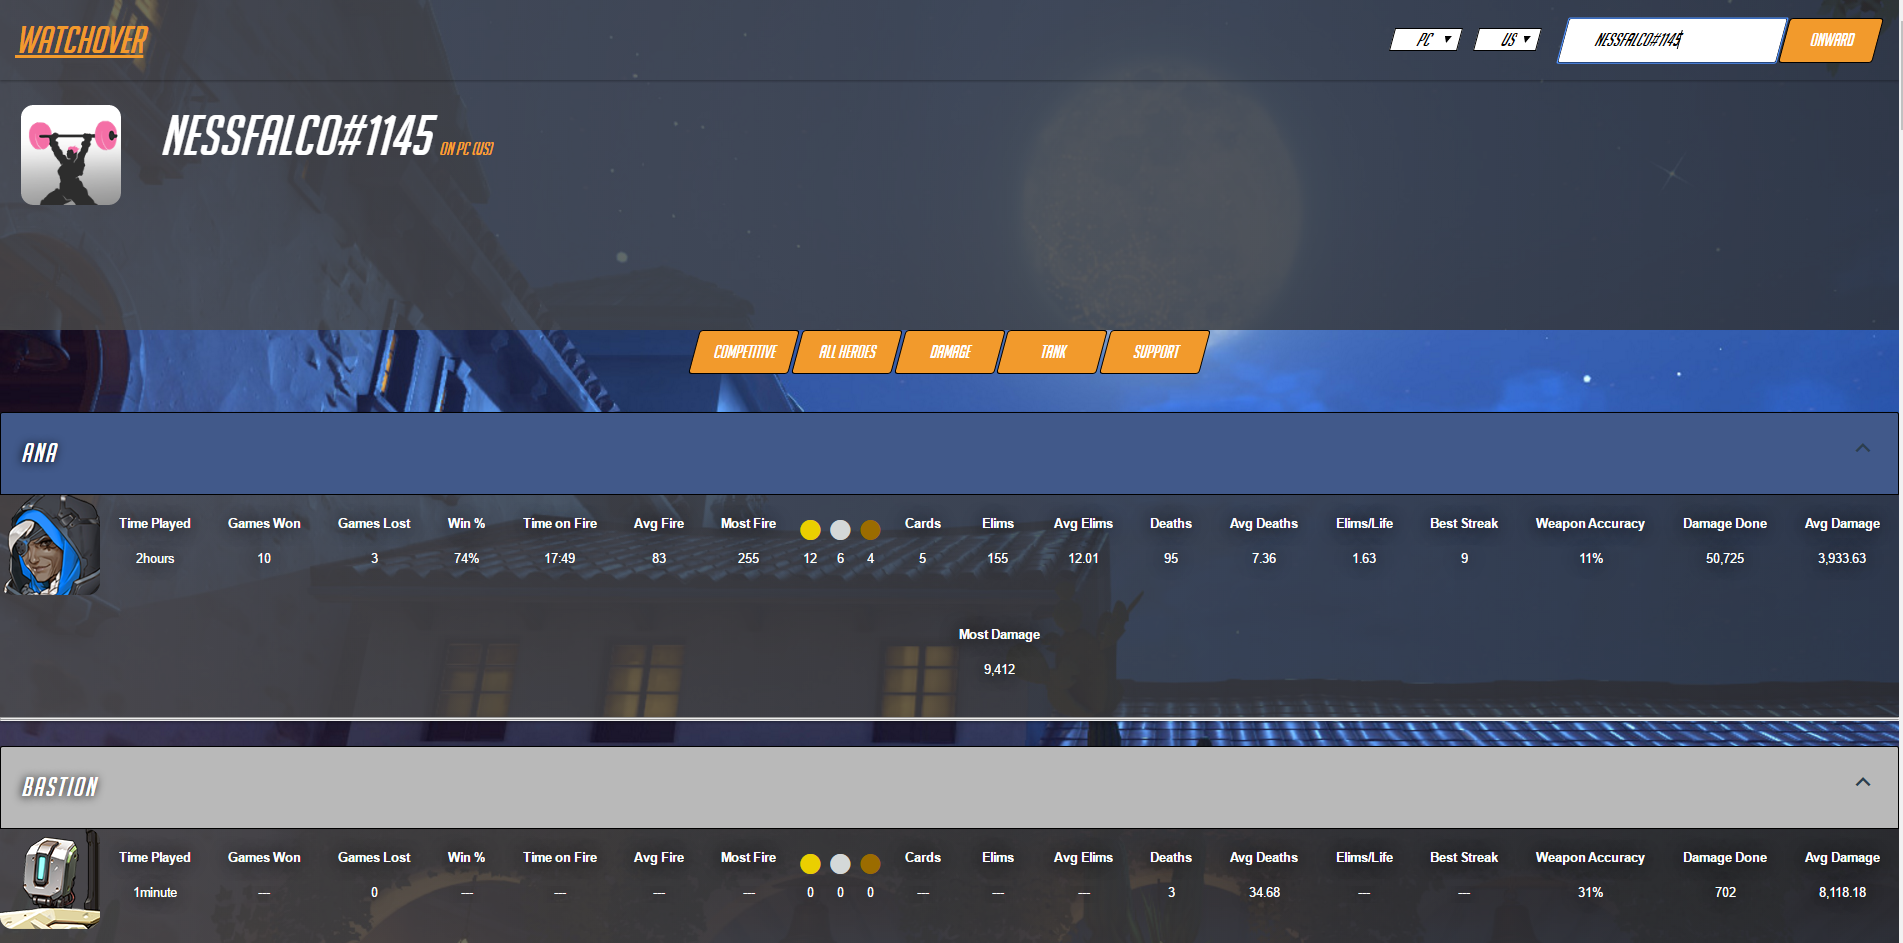 WATCHOVER
PC US NESSFALCO#1145 ONWARD
NESSFALCO#1145 ON PC (US)
COMPETITIVE ALL HEROES DAMAGE TANK SUPPORT
ANA
Time Played Games Won Games Lost Win % Time on Fire Avg Fire Most Fire Cards Elims Avg Elims Deaths Avg Deaths Elims/Life Best Streak Weapon Accuracy Damage Done Avg Damage
2hours 10 3 74% 17:49 83 255 12 6 4 5 155 12.01 95 7.36 1.63 9 11% 50,725 3,933.63
Most Damage
9,412
BASTION
Time Played Games Won Games Lost Win % Time on Fire Avg Fire Most Fire Cards Elims Avg Elims Deaths Avg Deaths Elims/Life Best Streak Weapon Accuracy Damage Done Avg Damage
1minute --- 0 --- --- --- --- 0 0 0 --- --- --- 3 34.68 --- --- 31% 702 8,118.18